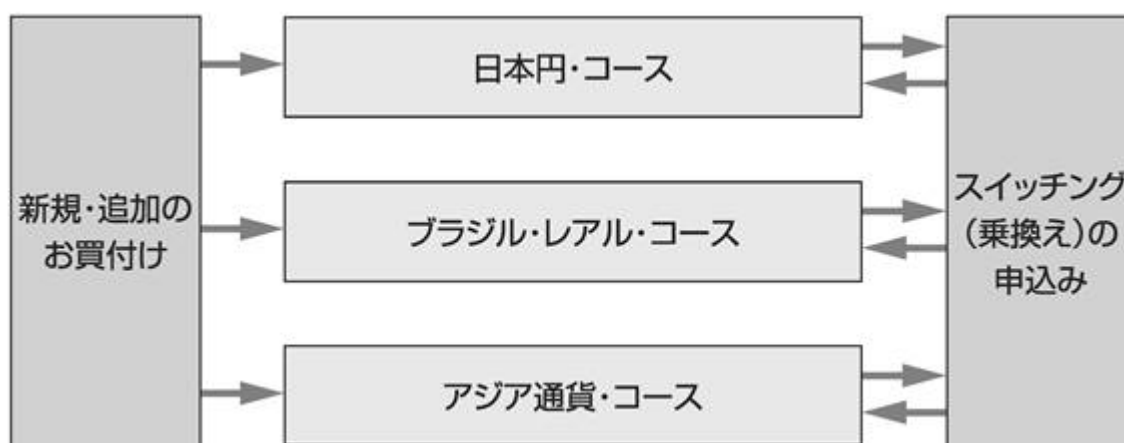 新規・追加の
お買付け
日本円・コース
ブラジル・レアル・コース
アジア通貨・コース
スイッチング
（乗換え）の
申込み